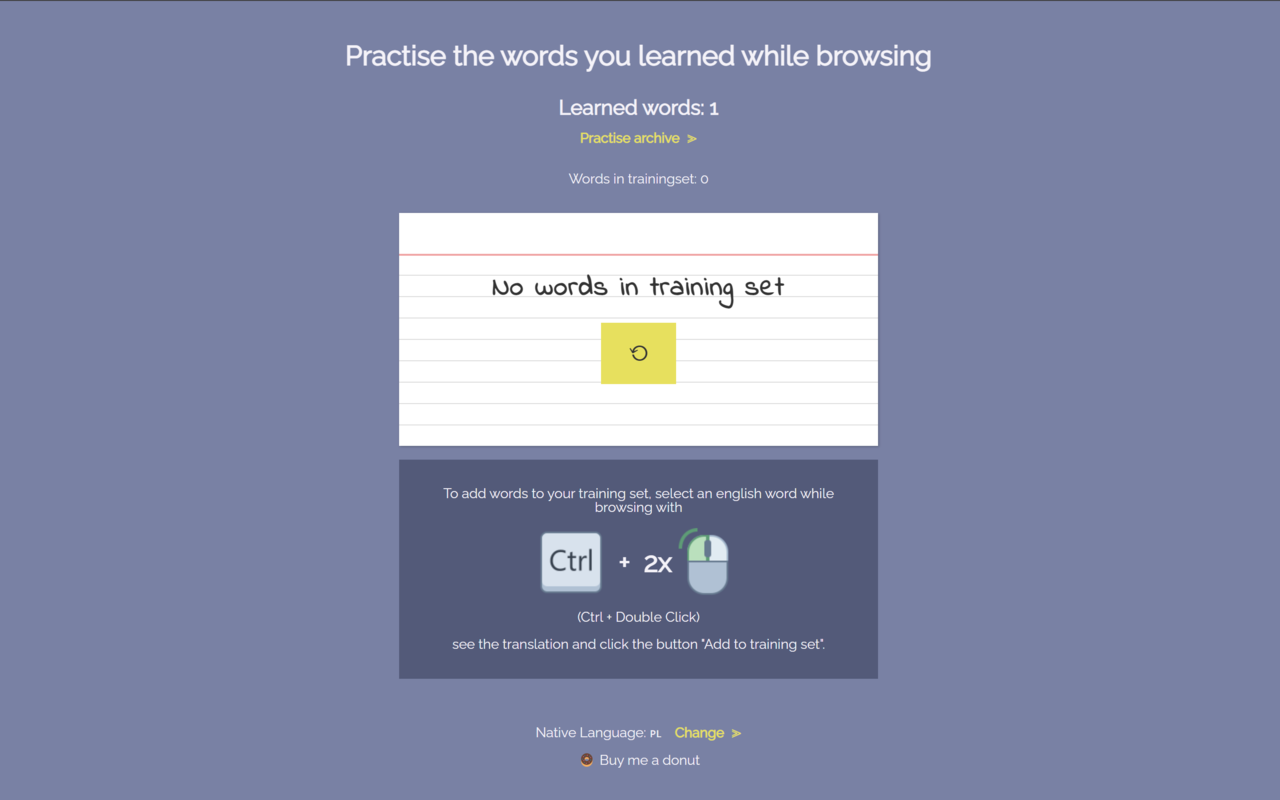 Practise the words you learned while browsing
Learned words: 1
Practise archive ➢
Words in trainingset: 0
No words in training set
To add words to your training set, select an english word while
browsing with
Ctrl + 2x
(Ctrl + Double Click)
see the translation and click the button "Add to training set".
Native Language: PL Change ➢
Buy me a donut